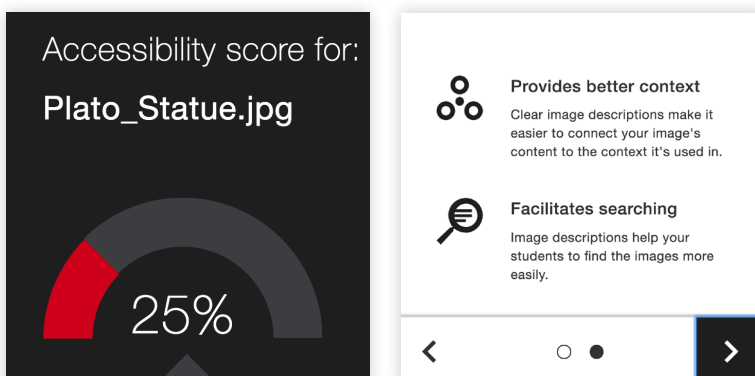 Accessibility score for:
Plato_Statue.jpg
25%
Provides better context
Clear image descriptions make it
easier to connect your image's
content to the context it's used in.
Facilitates searching
Image descriptions help your
students to find the images more
easily.